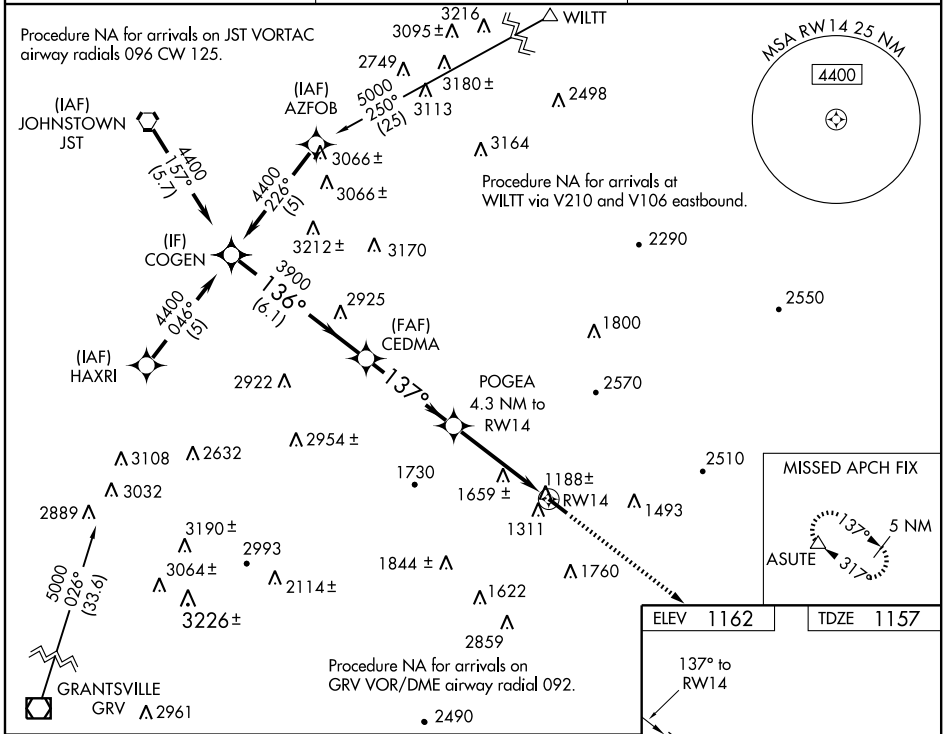 Procedure NA for arrivals on JST VORTAC
airway radials 096 CW 125.
3216
WILTT
3095 ±
2749
3180 ±
3113
2498
MSA RW14 25 NM
4400
(IAF)
JOHNSTOWN
JST
(IAF)
AZFOB
5000
250°
(25)
4400
157°
(5.7)
4400
226°
(5)
3066 ±
3066 ±
3164
Procedure NA for arrivals at
WILTT via V210 and V106 eastbound.
(IF)
COGEN
3212 ±
3170
2290
3900
136°
(6.1)
2925
2550
4400
046°
(5)
(IAF)
HAXRI
(FAF)
CEDMA
1800
2922
137°
POGEA
4.3 NM to
RW14
2570
2954 ±
2632
3108
3032
2889
1730
1659 ±
1188±
RW14
1311
2510
1493
MISSED APCH FIX
137°
5 NM
ASUTE
317°
3190 ±
2993
3064 ±
2114 ±
1844 ±
1760
3226 ±
1622
2859
5000
026°
(33.6)
ELEV 1162
TDZE 1157
Procedure NA for arrivals on
GRV VOR/DME airway radial 092.
137° to
RW14
GRANTSVILLE
GRV
2961
2490